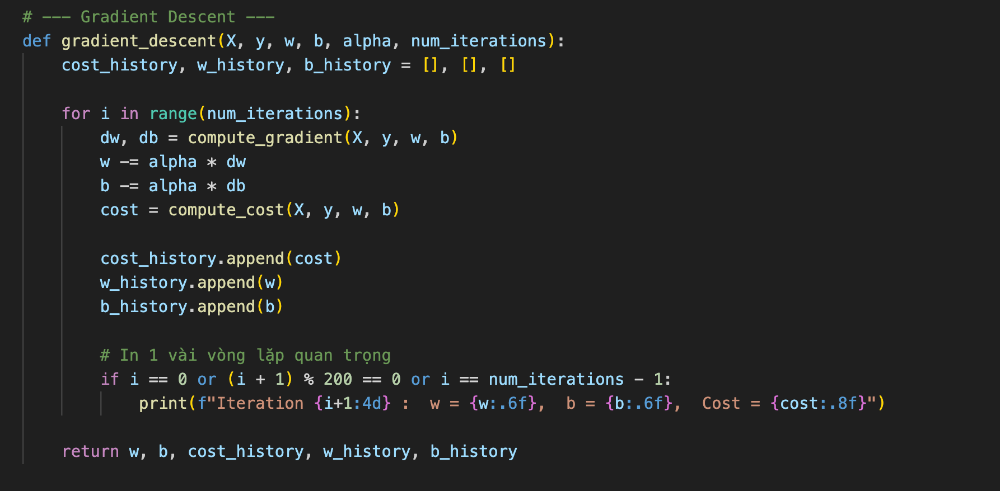 # --- Gradient Descent ---
def gradient_descent(X, y, w, b, alpha, num_iterations):
    cost_history, w_history, b_history = [], [], []

    for i in range(num_iterations):
        dw, db = compute_gradient(X, y, w, b)
        w -= alpha * dw
        b -= alpha * db
        cost = compute_cost(X, y, w, b)

        cost_history.append(cost)
        w_history.append(w)
        b_history.append(b)

        # In 1 vài vòng lặp quan trọng
        if i == 0 or (i + 1) % 200 == 0 or i == num_iterations - 1:
            print(f"Iteration {i+1:4d} :  w = {w:.6f},  b = {b:.6f},  Cost = {cost:.8f}")

    return w, b, cost_history, w_history, b_history